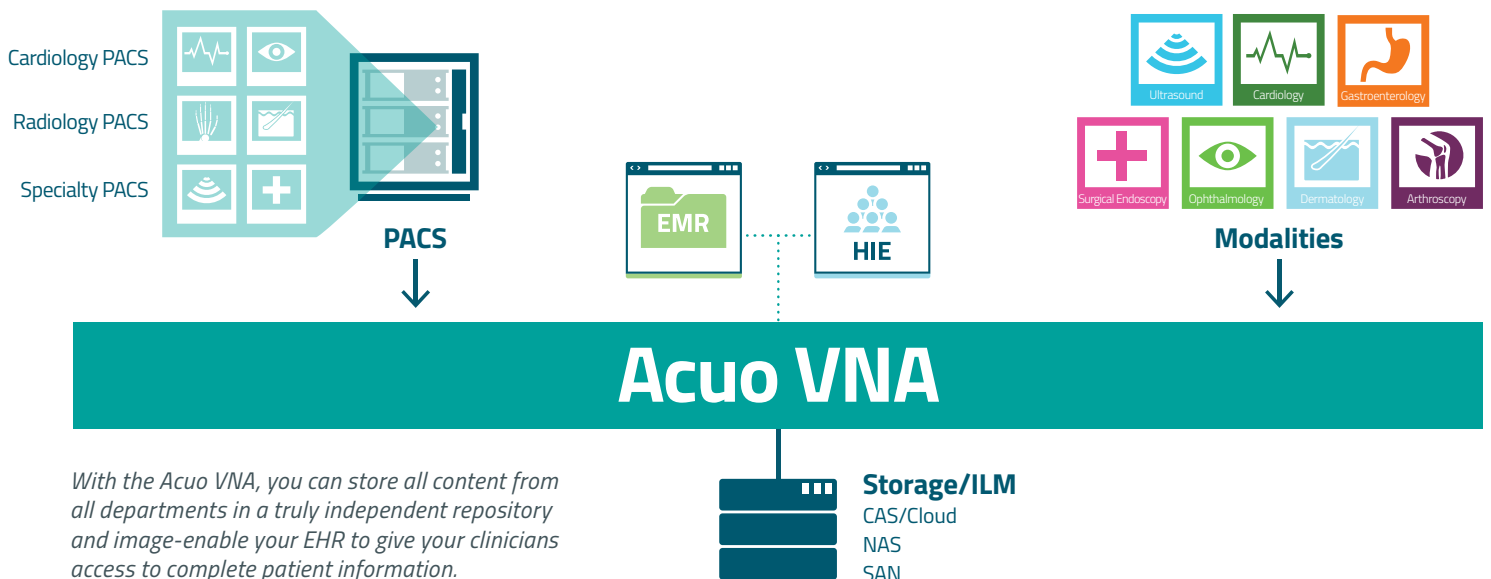 Cardiology PACS
Radiology PACS
Specialty PACS
PACS
EMR
HIE
Ultrasound
Cardiology
Gastroenterology
Surgical Endoscopy
Ophthalmology
Dermatology
Arthroscopy
Modalities
Acuo VNA
With the Acuo VNA, you can store all content from
all departments in a truly independent repository
and image-enable your EHR to give your clinicians
access to complete patient information.
Storage/ILM
CAS/Cloud
NAS
SAN